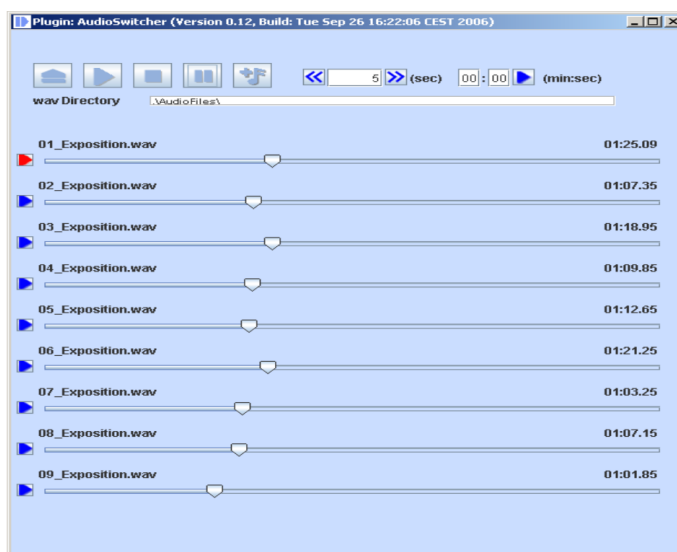 Plugin: AudioSwitcher (Version 0.12, Build: Tue Sep 26 16:22:06 CEST 2006)
5 (sec) 00 : 00 (min:sec)
wav Directory .\AudioFiles\
01_Exposition.wav 01:25.09
02_Exposition.wav 01:07.35
03_Exposition.wav 01:18.95
04_Exposition.wav 01:09.85
05_Exposition.wav 01:12.65
06_Exposition.wav 01:21.25
07_Exposition.wav 01:03.25
08_Exposition.wav 01:07.15
09_Exposition.wav 01:01.85